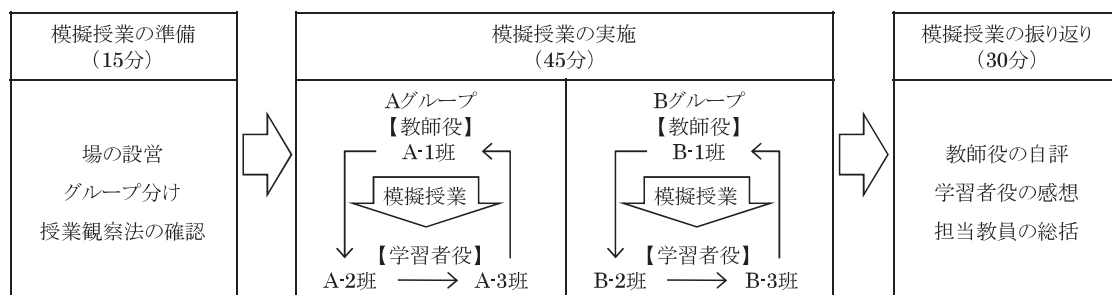 模擬授業の準備
（15分）
場の設営
グループ分け
授業観察法の確認
模擬授業の実施
（45分）
Aグループ
【教師役】
A-1班
模擬授業
【学習者役】
A-2班
A-3班
Bグループ
【教師役】
B-1班
模擬授業
【学習者役】
B-2班
B-3班
模擬授業の振り返り
（30分）
教師役の自評
学習者役の感想
担当教員の総括